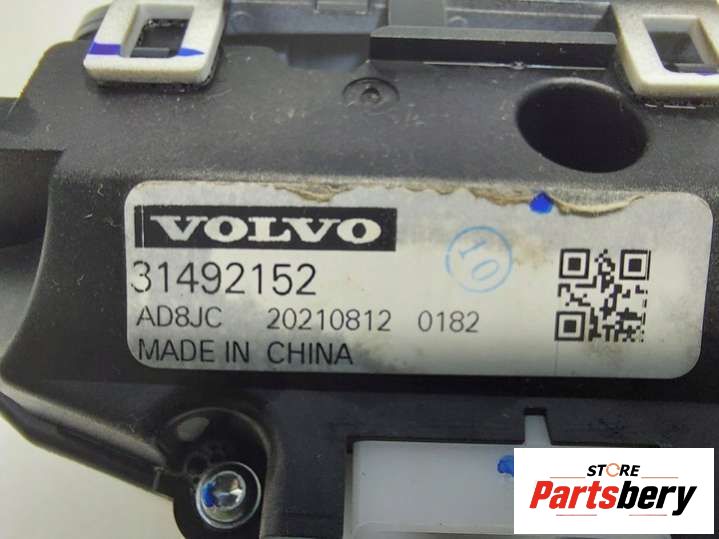 VOLVO
10
31492152
AD8JC 20210812 0182
MADE IN CHINA
STORE
Partsbery